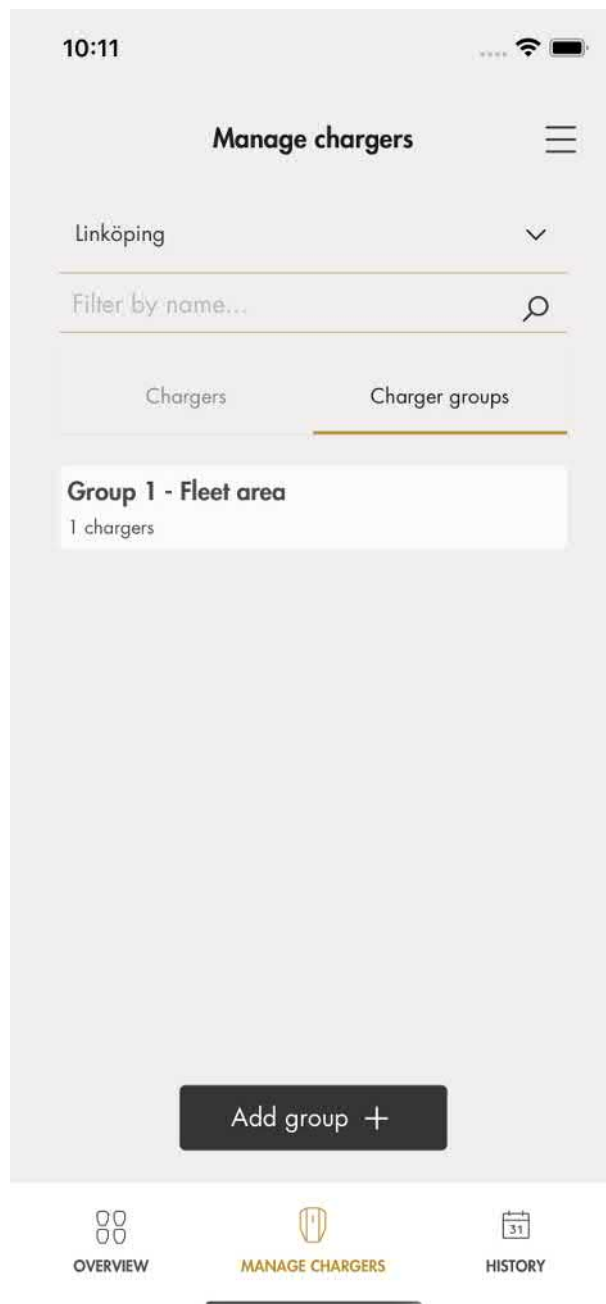 10:11
Manage chargers
Linköping
Filter by name...
Chargers Charger groups
Group 1 - Fleet area
1 chargers
Add group +
31
OVERVIEW MANAGE CHARGERS HISTORY